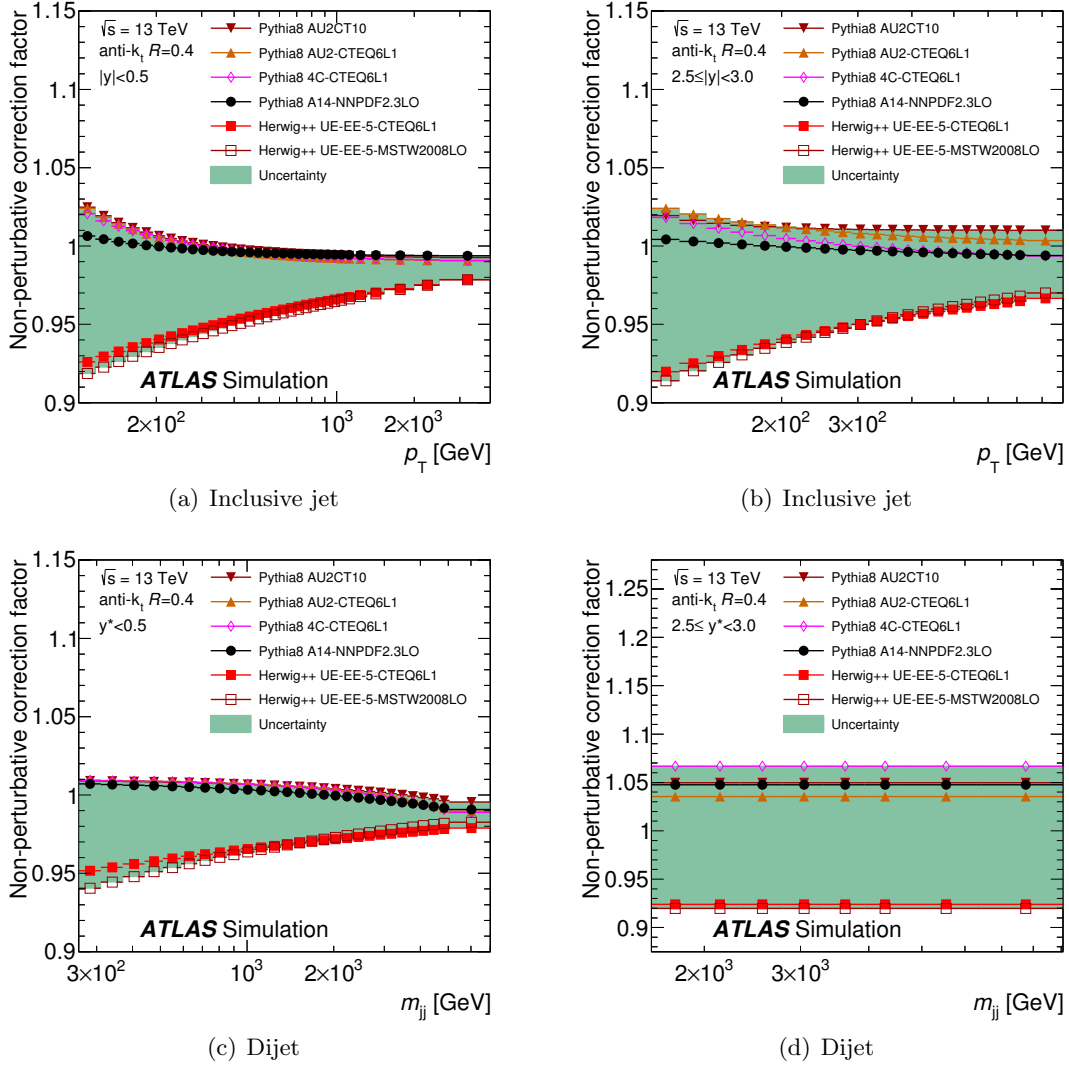 Non-perturbative correction factor
1.15
1.1
1.05
1
0.95
0.9
√s = 13 TeV
anti-kt R=0.4
|y|<0.5
Pythia8 AU2CT10
Pythia8 AU2-CTEQ6L1
Pythia8 4C-CTEQ6L1
Pythia8 A14-NNPDF2.3LO
Herwig++ UE-EE-5-CTEQ6L1
Herwig++ UE-EE-5-MSTW2008LO
Uncertainty
ATLAS Simulation
2×10² 10³ 2×10³
pT [GeV]
(a) Inclusive jet
Non-perturbative correction factor
1.15
1.1
1.05
1
0.95
0.9
√s = 13 TeV
anti-kt R=0.4
2.5≤|y|<3.0
Pythia8 AU2CT10
Pythia8 AU2-CTEQ6L1
Pythia8 4C-CTEQ6L1
Pythia8 A14-NNPDF2.3LO
Herwig++ UE-EE-5-CTEQ6L1
Herwig++ UE-EE-5-MSTW2008LO
Uncertainty
ATLAS Simulation
2×10² 3×10²
pT [GeV]
(b) Inclusive jet
Non-perturbative correction factor
1.15
1.1
1.05
1
0.95
0.9
√s = 13 TeV
anti-kt R=0.4
y*<0.5
Pythia8 AU2CT10
Pythia8 AU2-CTEQ6L1
Pythia8 4C-CTEQ6L1
Pythia8 A14-NNPDF2.3LO
Herwig++ UE-EE-5-CTEQ6L1
Herwig++ UE-EE-5-MSTW2008LO
Uncertainty
ATLAS Simulation
3×10² 10³ 2×10³
mjj [GeV]
(c) Dijet
Non-perturbative correction factor
1.25
1.2
1.15
1.1
1.05
1
0.95
0.9
√s = 13 TeV
anti-kt R=0.4
2.5≤ y*<3.0
Pythia8 AU2CT10
Pythia8 AU2-CTEQ6L1
Pythia8 4C-CTEQ6L1
Pythia8 A14-NNPDF2.3LO
Herwig++ UE-EE-5-CTEQ6L1
Herwig++ UE-EE-5-MSTW2008LO
Uncertainty
ATLAS Simulation
2×10³ 3×10³
mjj [GeV]
(d) Dijet